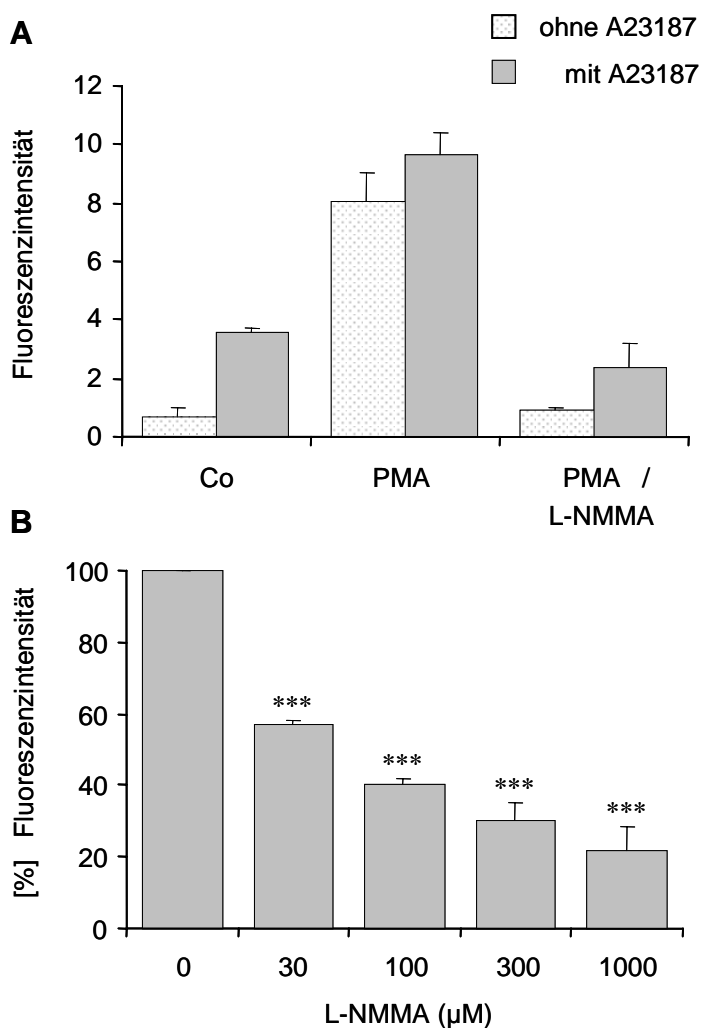 A
ohne A23187
mit A23187
Fluoreszenzintensität
12
10
8
6
4
2
0
Co PMA PMA / L-NMMA
B
[%] Fluoreszenzintensität
100
80
60
40
20
0
***
***
***
***
0 30 100 300 1000
L-NMMA (µM)